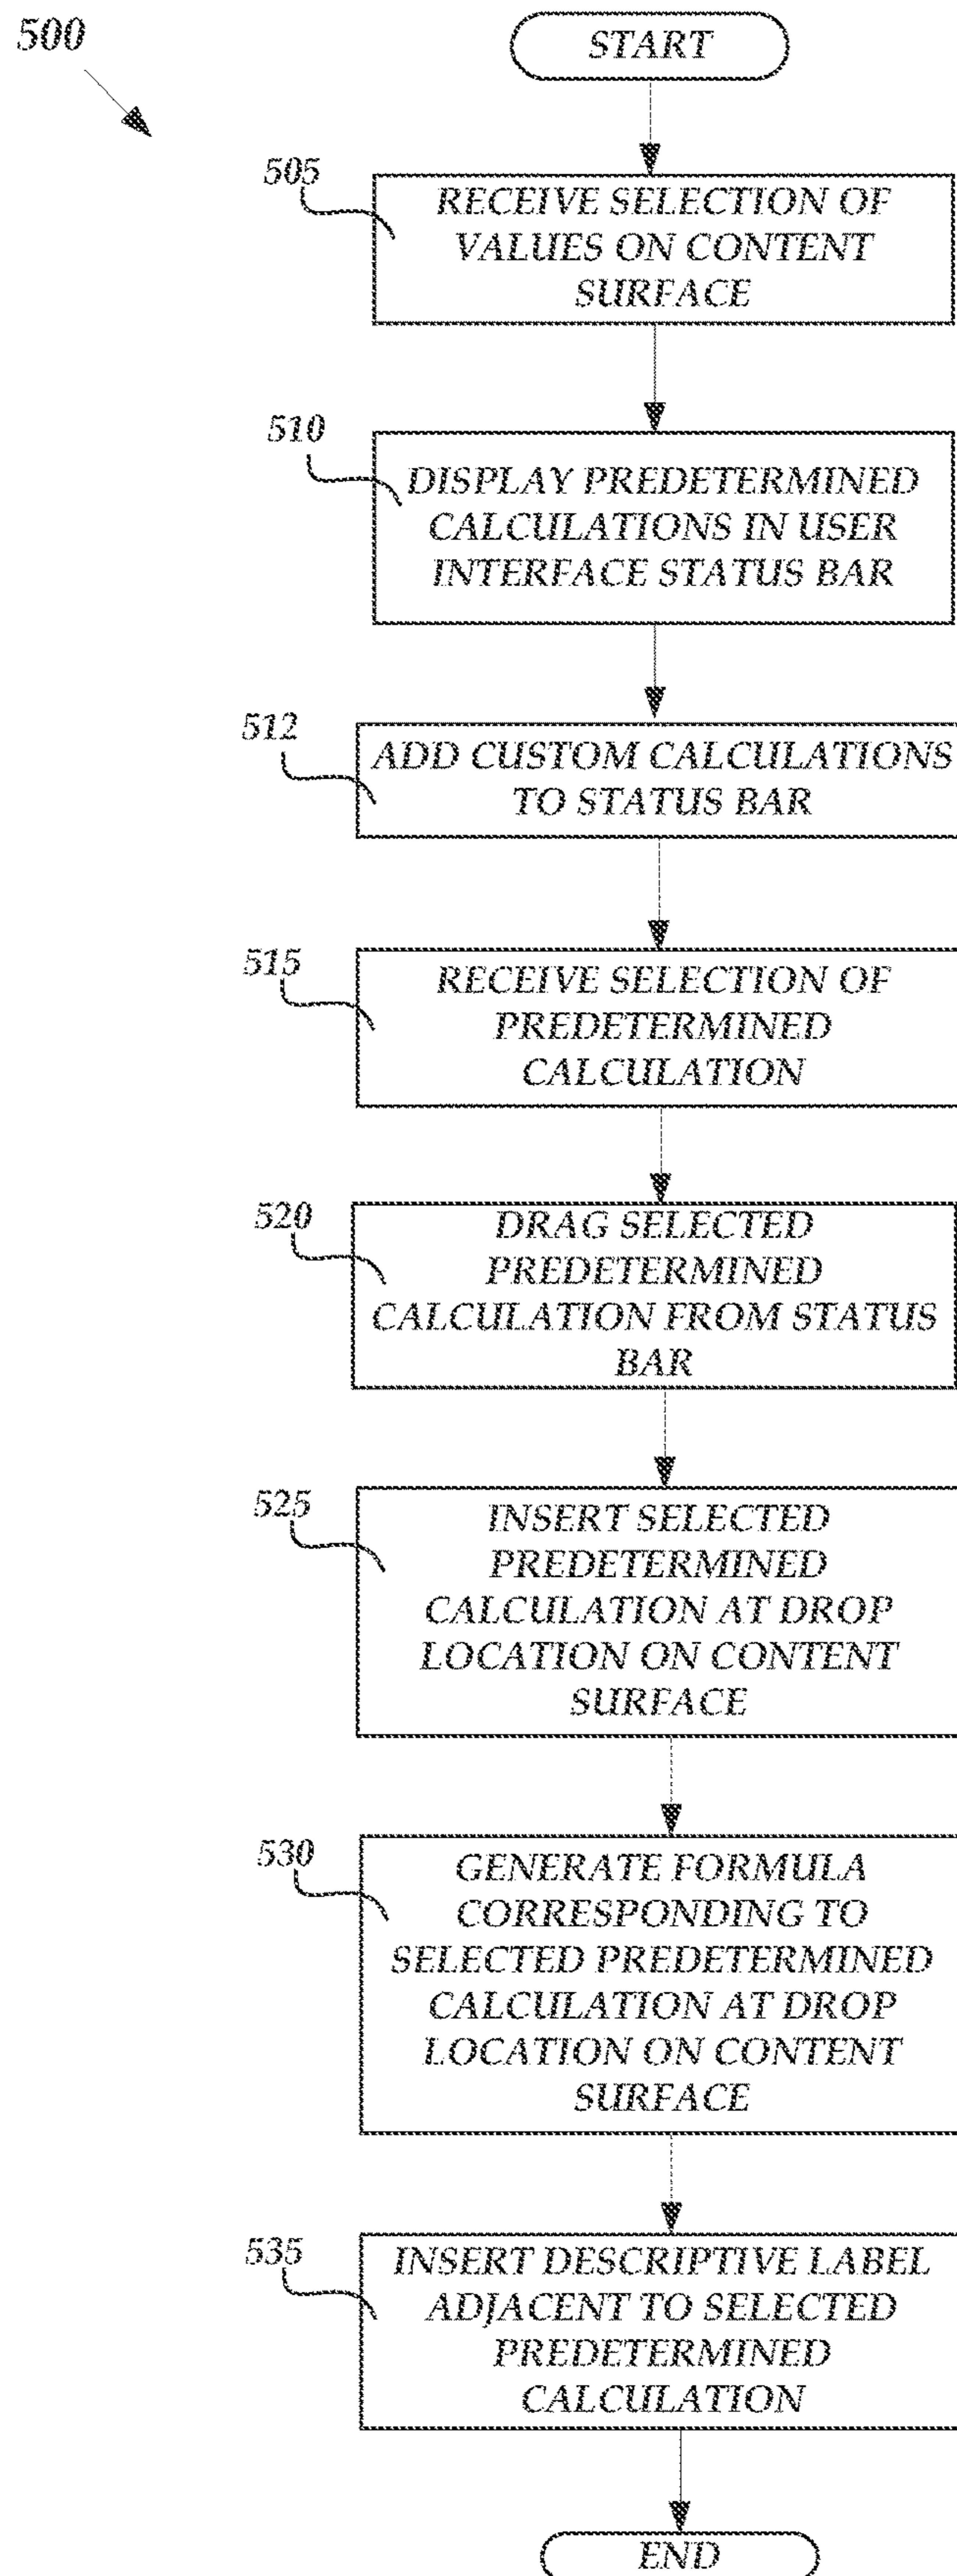 500
START
505
RECEIVE SELECTION OF
VALUES ON CONTENT
SURFACE
510
DISPLAY PREDETERMINED
CALCULATIONS IN USER
INTERFACE STATUS BAR
512
ADD CUSTOM CALCULATIONS
TO STATUS BAR
515
RECEIVE SELECTION OF
PREDETERMINED
CALCULATION
520
DRAG SELECTED
PREDETERMINED
CALCULATION FROM STATUS
BAR
525
INSERT SELECTED
PREDETERMINED
CALCULATION AT DROP
LOCATION ON CONTENT
SURFACE
530
GENERATE FORMULA
CORRESPONDING TO
SELECTED PREDETERMINED
CALCULATION AT DROP
LOCATION ON CONTENT
SURFACE
535
INSERT DESCRIPTIVE LABEL
ADJACENT TO SELECTED
PREDETERMINED
CALCULATION
END